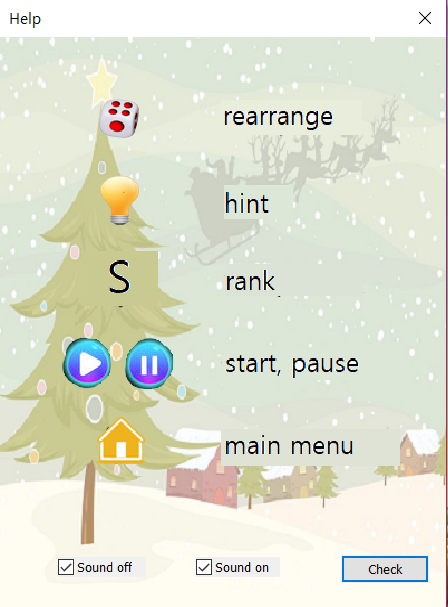 Help
rearrange
hint
S rank
start, pause
main menu
Sound off Sound on Check